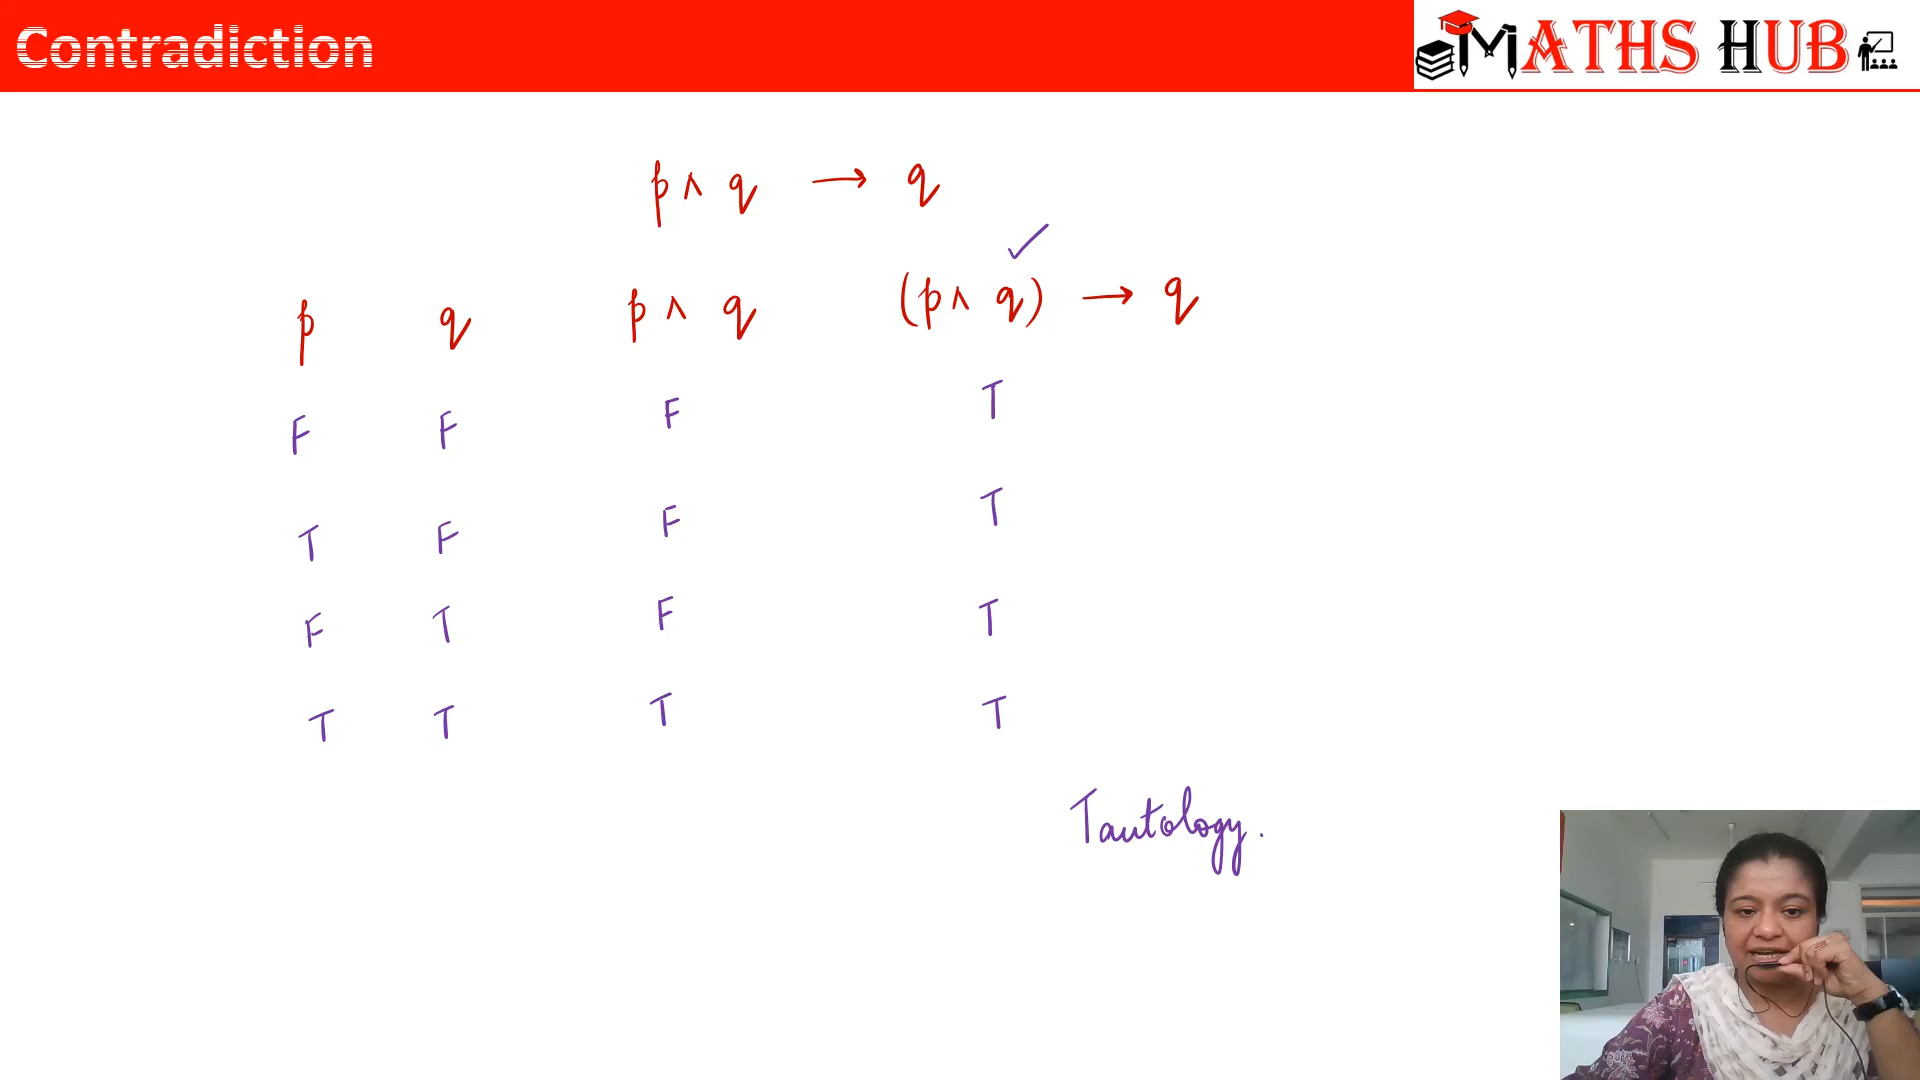 Contradiction
MATHS HUB
p ∧ q → q
✓
p q p ∧ q (p ∧ q) → q
F F F T
T F F T
F T F T
T T T T
Tautology.